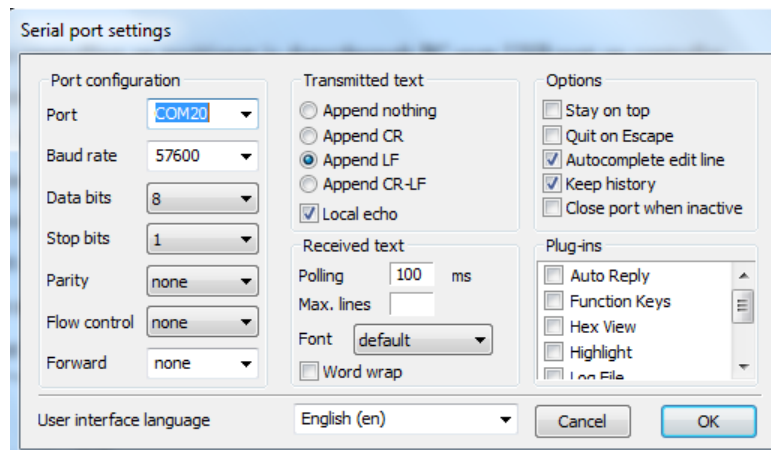 Serial port settings
Port configuration
Port COM20
Baud rate 57600
Data bits 8
Stop bits 1
Parity none
Flow control none
Forward none
Transmitted text
Append nothing
Append CR
Append LF
Append CR-LF
Local echo
Received text
Polling 100 ms
Max. lines
Font default
Word wrap
Options
Stay on top
Quit on Escape
Autocomplete edit line
Keep history
Close port when inactive
Plug-ins
Auto Reply
Function Keys
Hex View
Highlight
Log File
User interface language English (en) Cancel OK